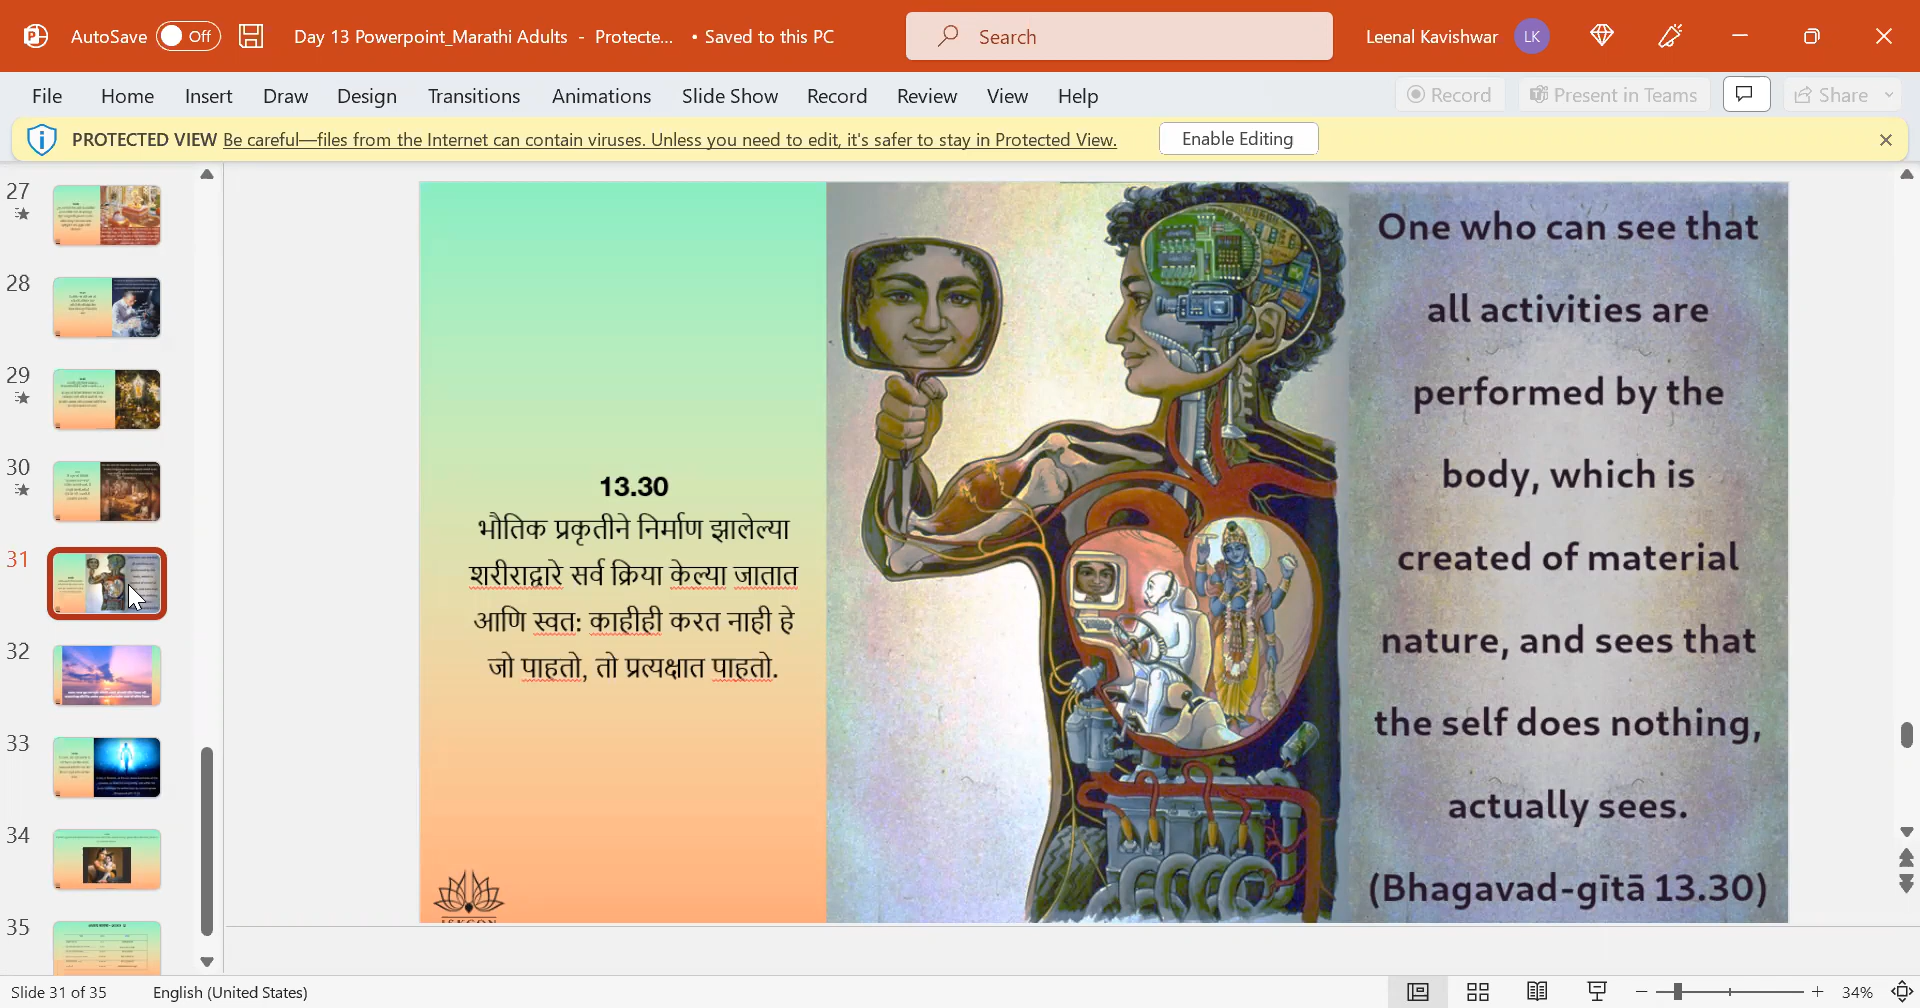 AutoSave Off Day 13 Powerpoint_Marathi Adults - Protecte... • Saved to this PC Search Leenal Kavishwar LK
File Home Insert Draw Design Transitions Animations Slide Show Record Review View Help Record Present in Teams Share
PROTECTED VIEW Be careful—files from the Internet can contain viruses. Unless you need to edit, it's safer to stay in Protected View. Enable Editing
27
28
29
30
31
32
33
34
35
13.30
भौतिक प्रकृतीने निर्माण झालेल्या
शरीराद्वारे सर्व क्रिया केल्या जातात
आणि स्वत: काहीही करत नाही हे
जो पाहतो, तो प्रत्यक्षात पाहतो.
ISKCON
One who can see that
all activities are
performed by the
body, which is
created of material
nature, and sees that
the self does nothing,
actually sees.
(Bhagavad-gītā 13.30)
Slide 31 of 35 English (United States) 34%